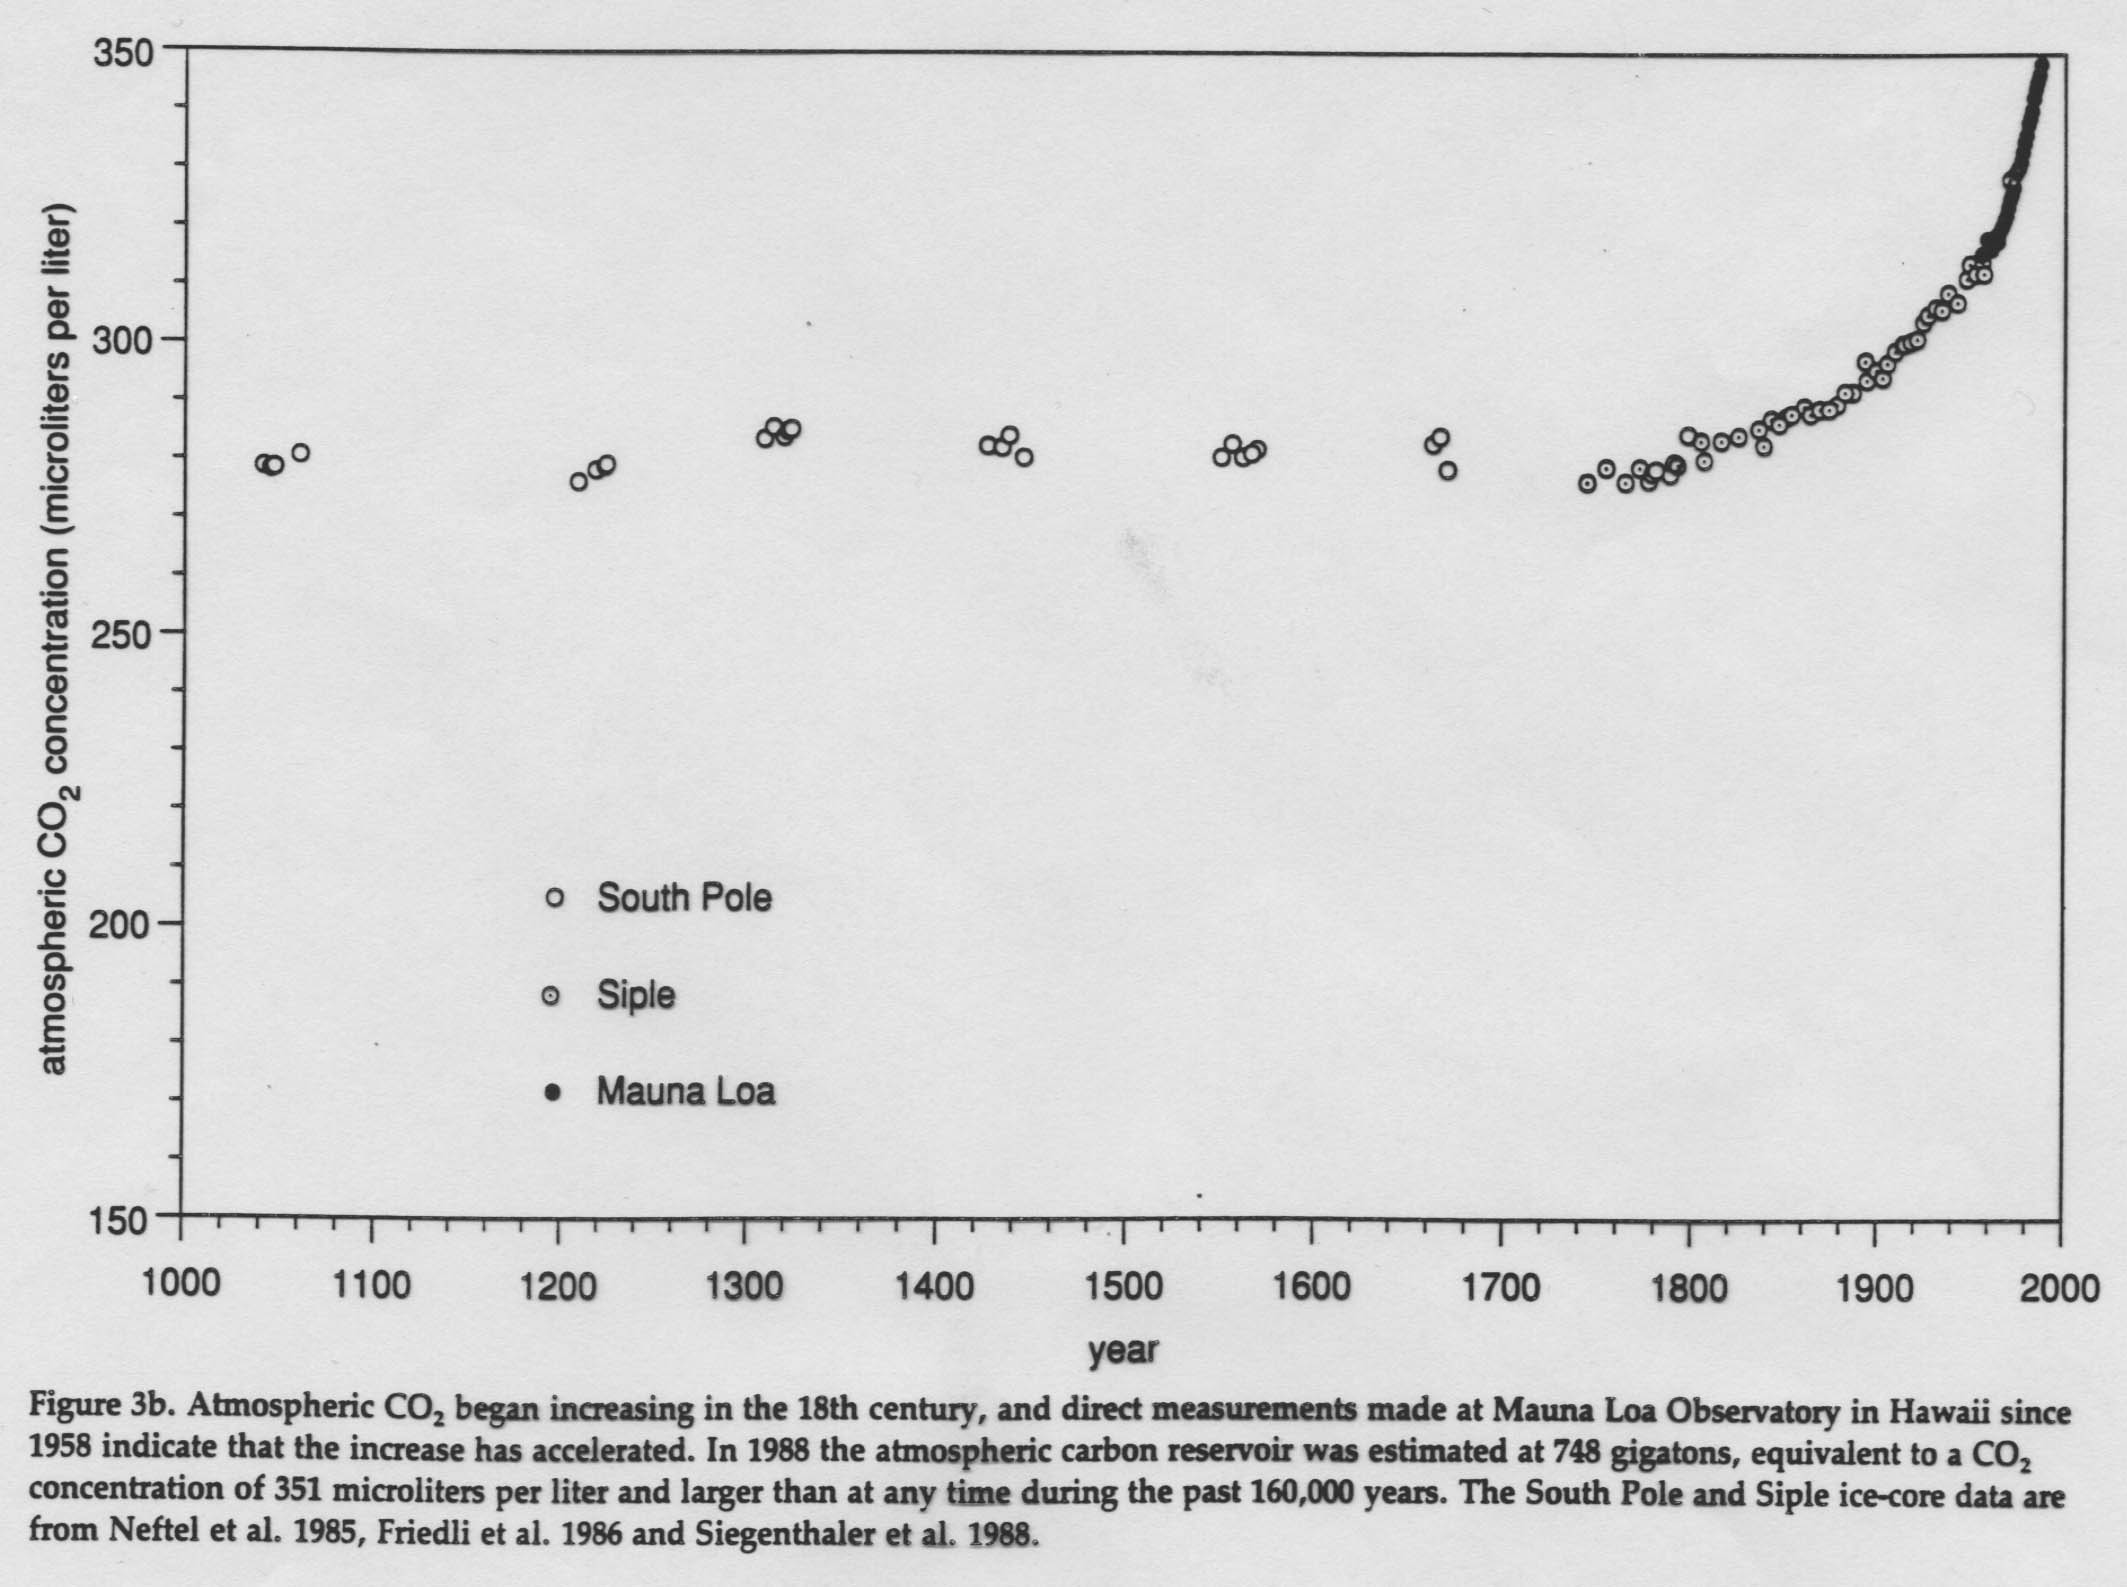 350
300
250
200
150
atmospheric CO₂ concentration (microliters per liter)
South Pole
Siple
Mauna Loa
1000 1100 1200 1300 1400 1500 1600 1700 1800 1900 2000
year
Figure 3b. Atmospheric CO₂ began increasing in the 18th century, and direct measurements made at Mauna Loa Observatory in Hawaii since
1958 indicate that the increase has accelerated. In 1988 the atmospheric carbon reservoir was estimated at 748 gigatons, equivalent to a CO₂
concentration of 351 microliters per liter and larger than at any time during the past 160,000 years. The South Pole and Siple ice-core data are
from Neftel et al. 1985, Friedli et al. 1986 and Siegenthaler et al. 1988.